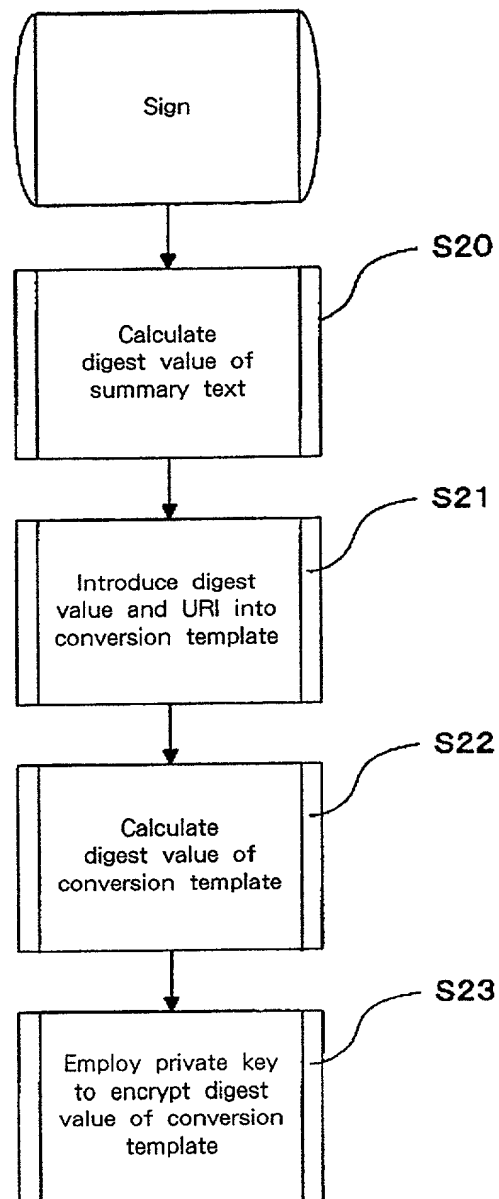 Sign
S20
Calculate
digest value of
summary text
S21
Introduce digest
value and URI into
conversion template
S22
Calculate
digest value of
conversion template
S23
Employ private key
to encrypt digest
value of conversion
template